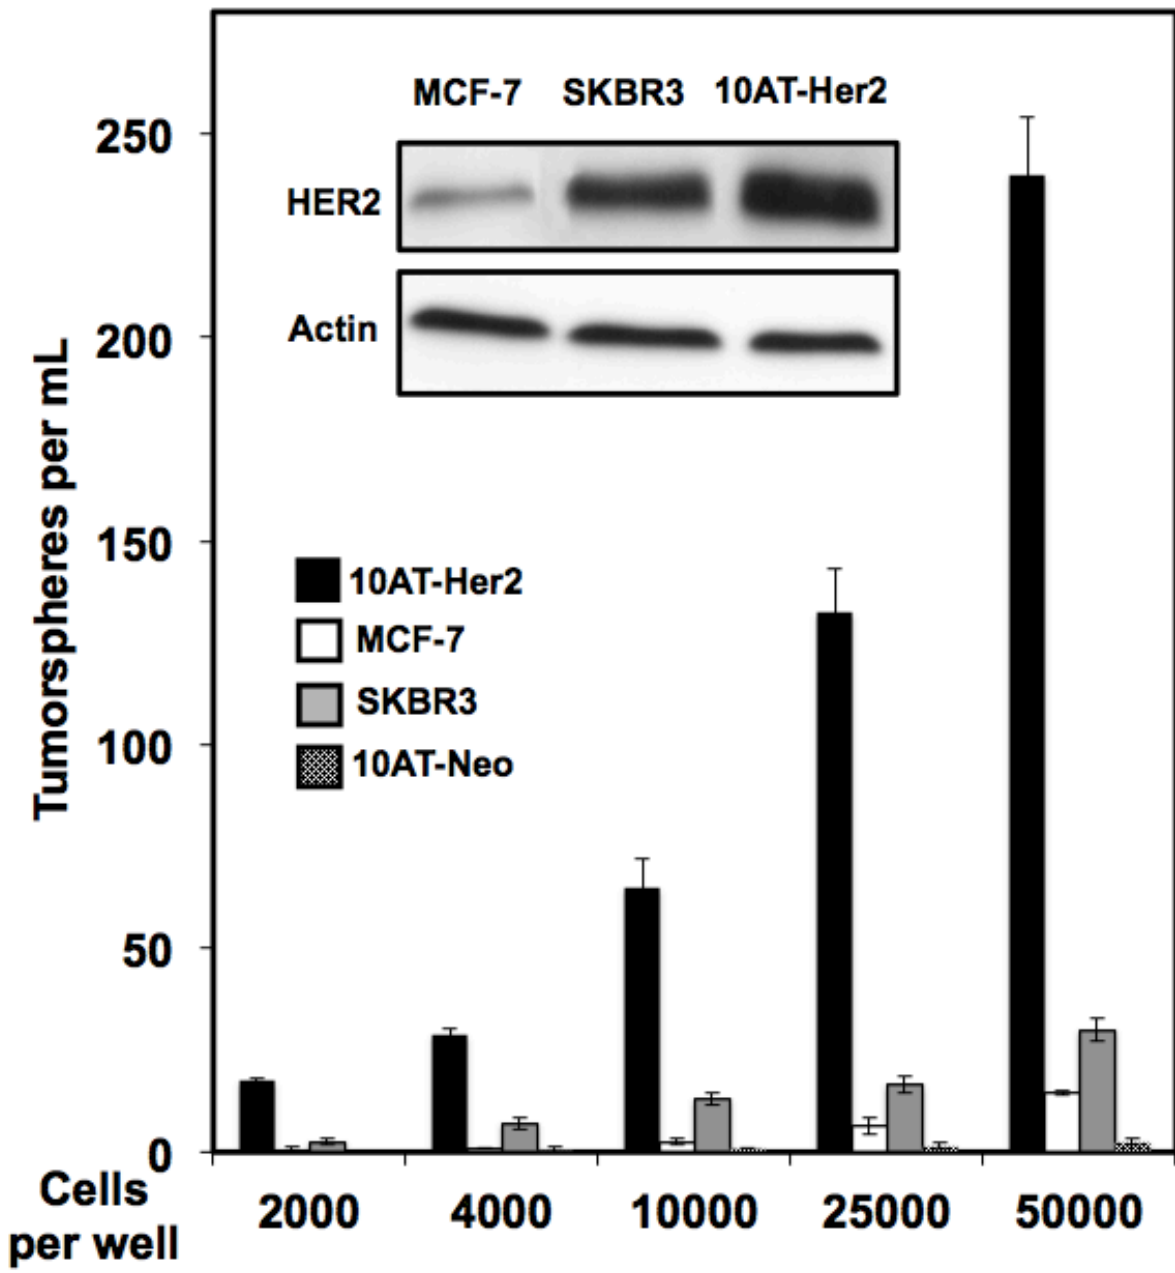 MCF-7 SKBR3 10AT-Her2
HER2
Actin
Tumorspheres per mL
250
200
150
100
50
0
10AT-Her2
MCF-7
SKBR3
10AT-Neo
Cells
per well
2000 4000 10000 25000 50000